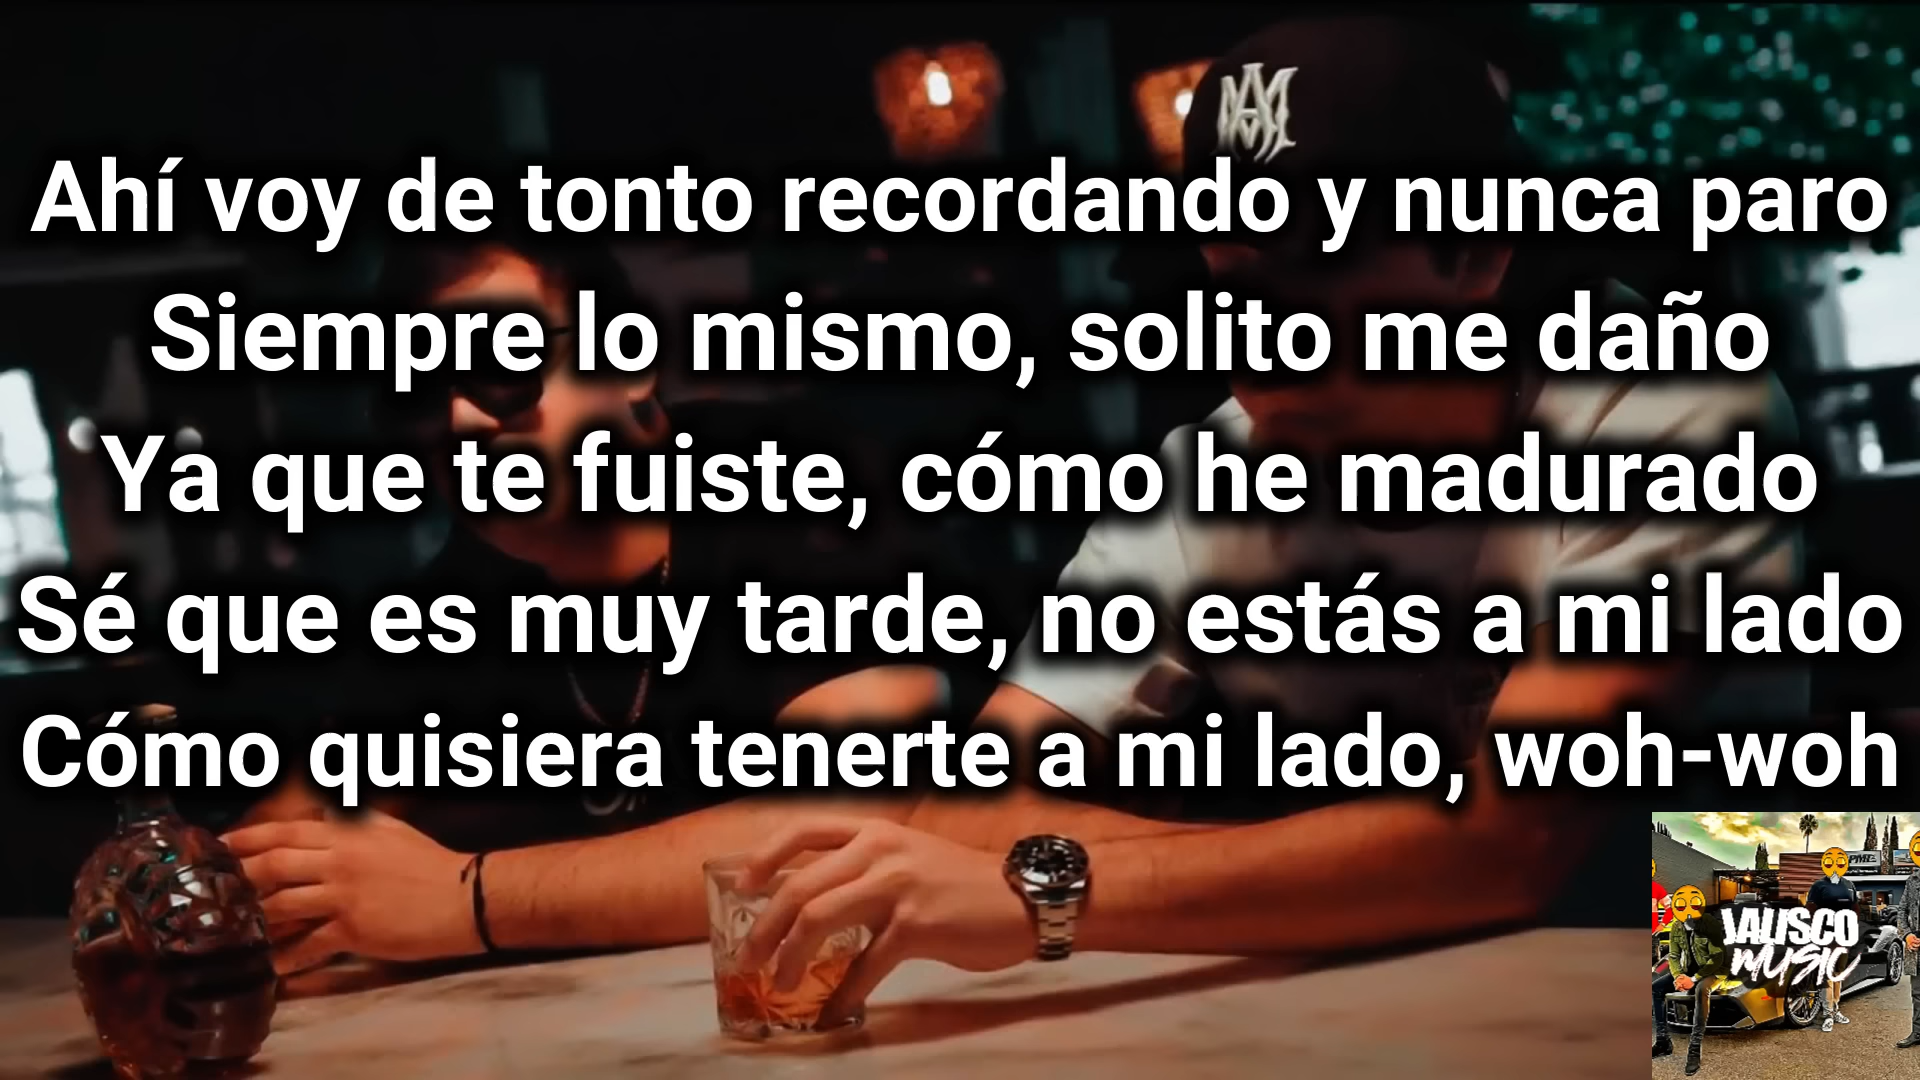 Ahí voy de tonto recordando y nunca paro
Siempre lo mismo, solito me daño
Ya que te fuiste, cómo he madurado
Sé que es muy tarde, no estás a mi lado
Cómo quisiera tenerte a mi lado, woh-woh
PMC
JALISCO
MUSIC